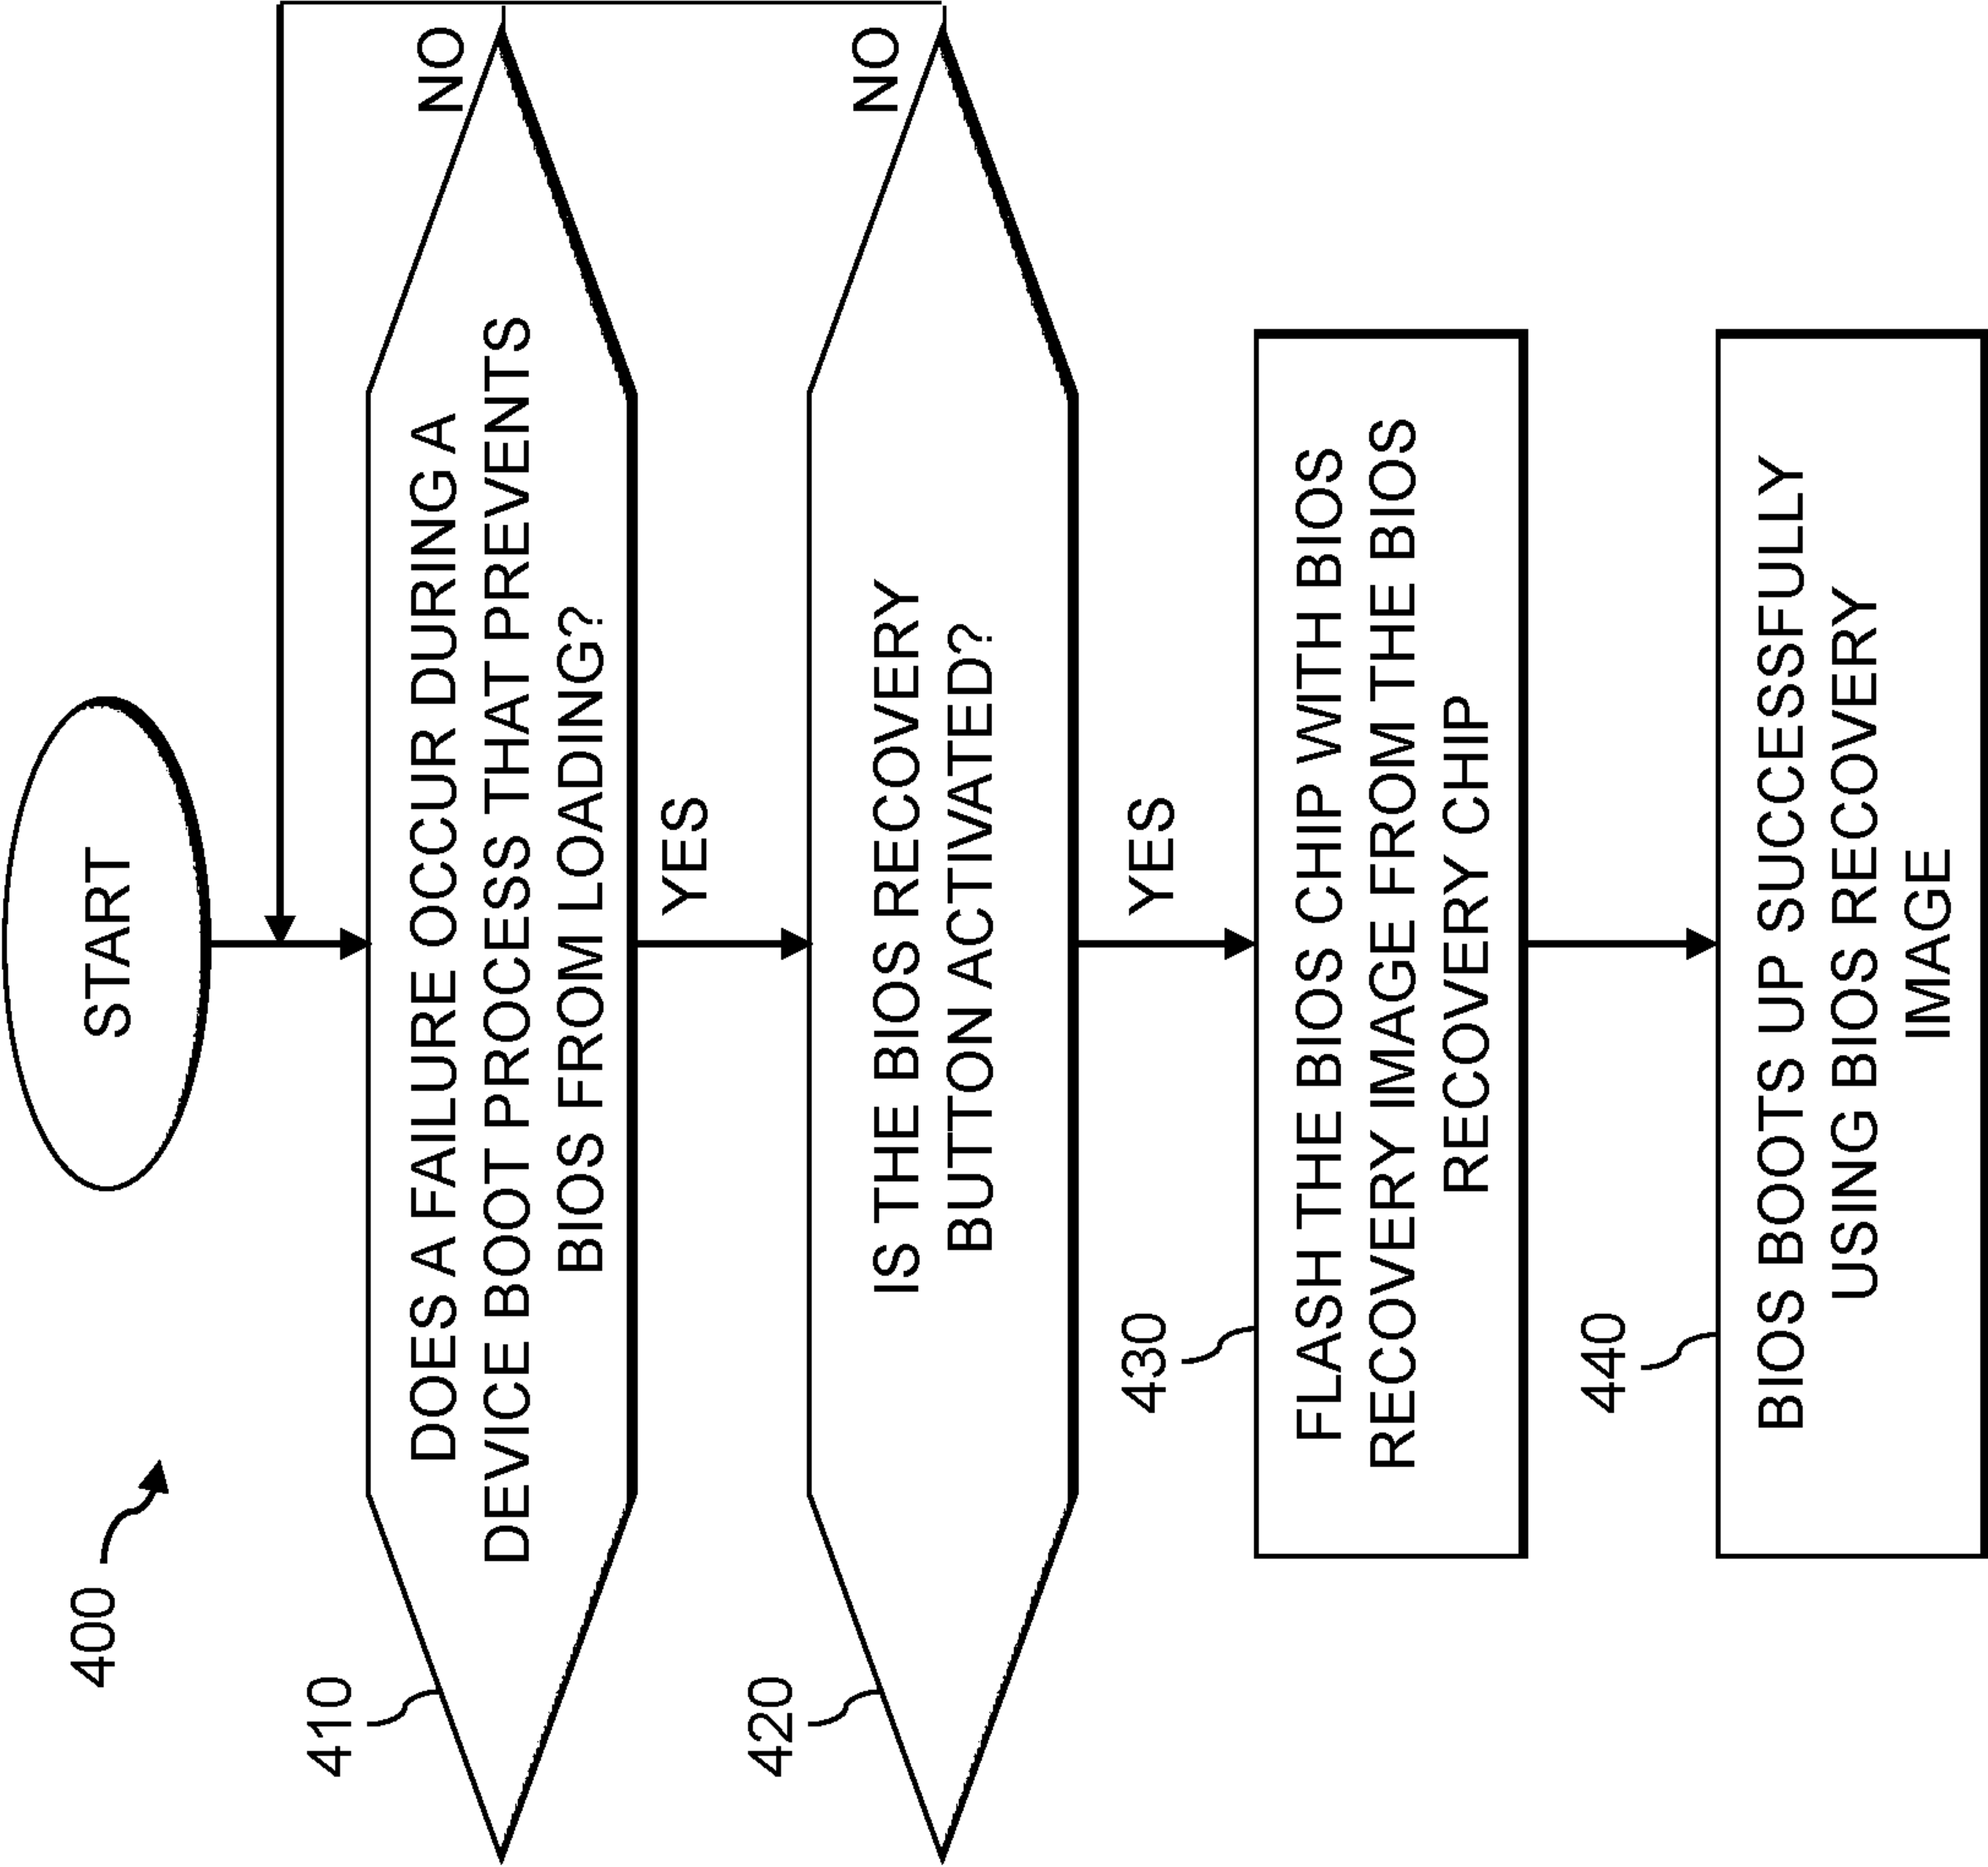 400
START
410
DOES A FAILURE OCCUR DURING A
DEVICE BOOT PROCESS THAT PREVENTS
BIOS FROM LOADING?
NO
YES
420
IS THE BIOS RECOVERY
BUTTON ACTIVATED?
NO
YES
430
FLASH THE BIOS CHIP WITH BIOS
RECOVERY IMAGE FROM THE BIOS
RECOVERY CHIP
440
BIOS BOOTS UP SUCCESSFULLY
USING BIOS RECOVERY
IMAGE